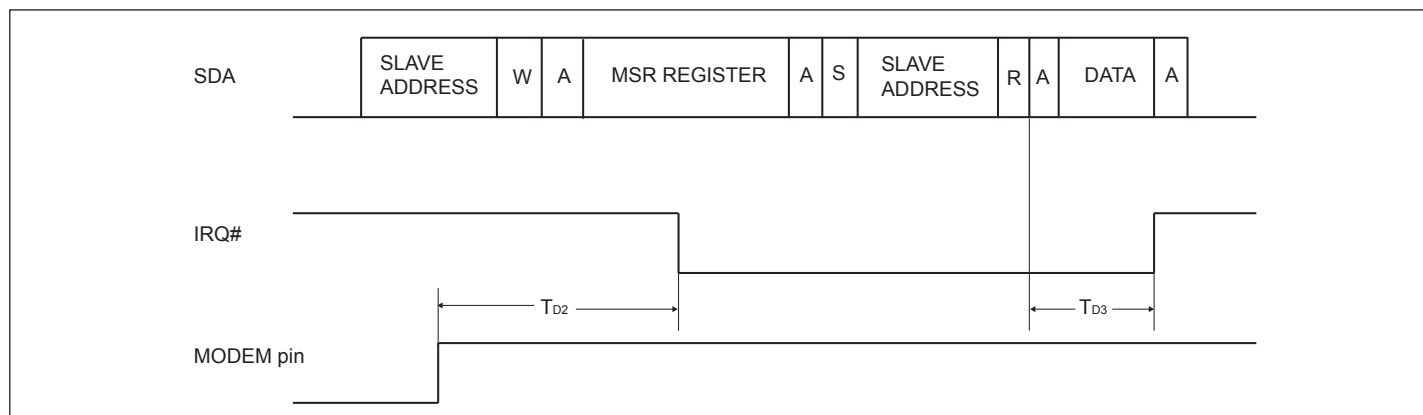 SDA
SLAVE
ADDRESS
W
A
MSR REGISTER
A
S
SLAVE
ADDRESS
R
A
DATA
A
IRQ#
TD2
TD3
MODEM pin